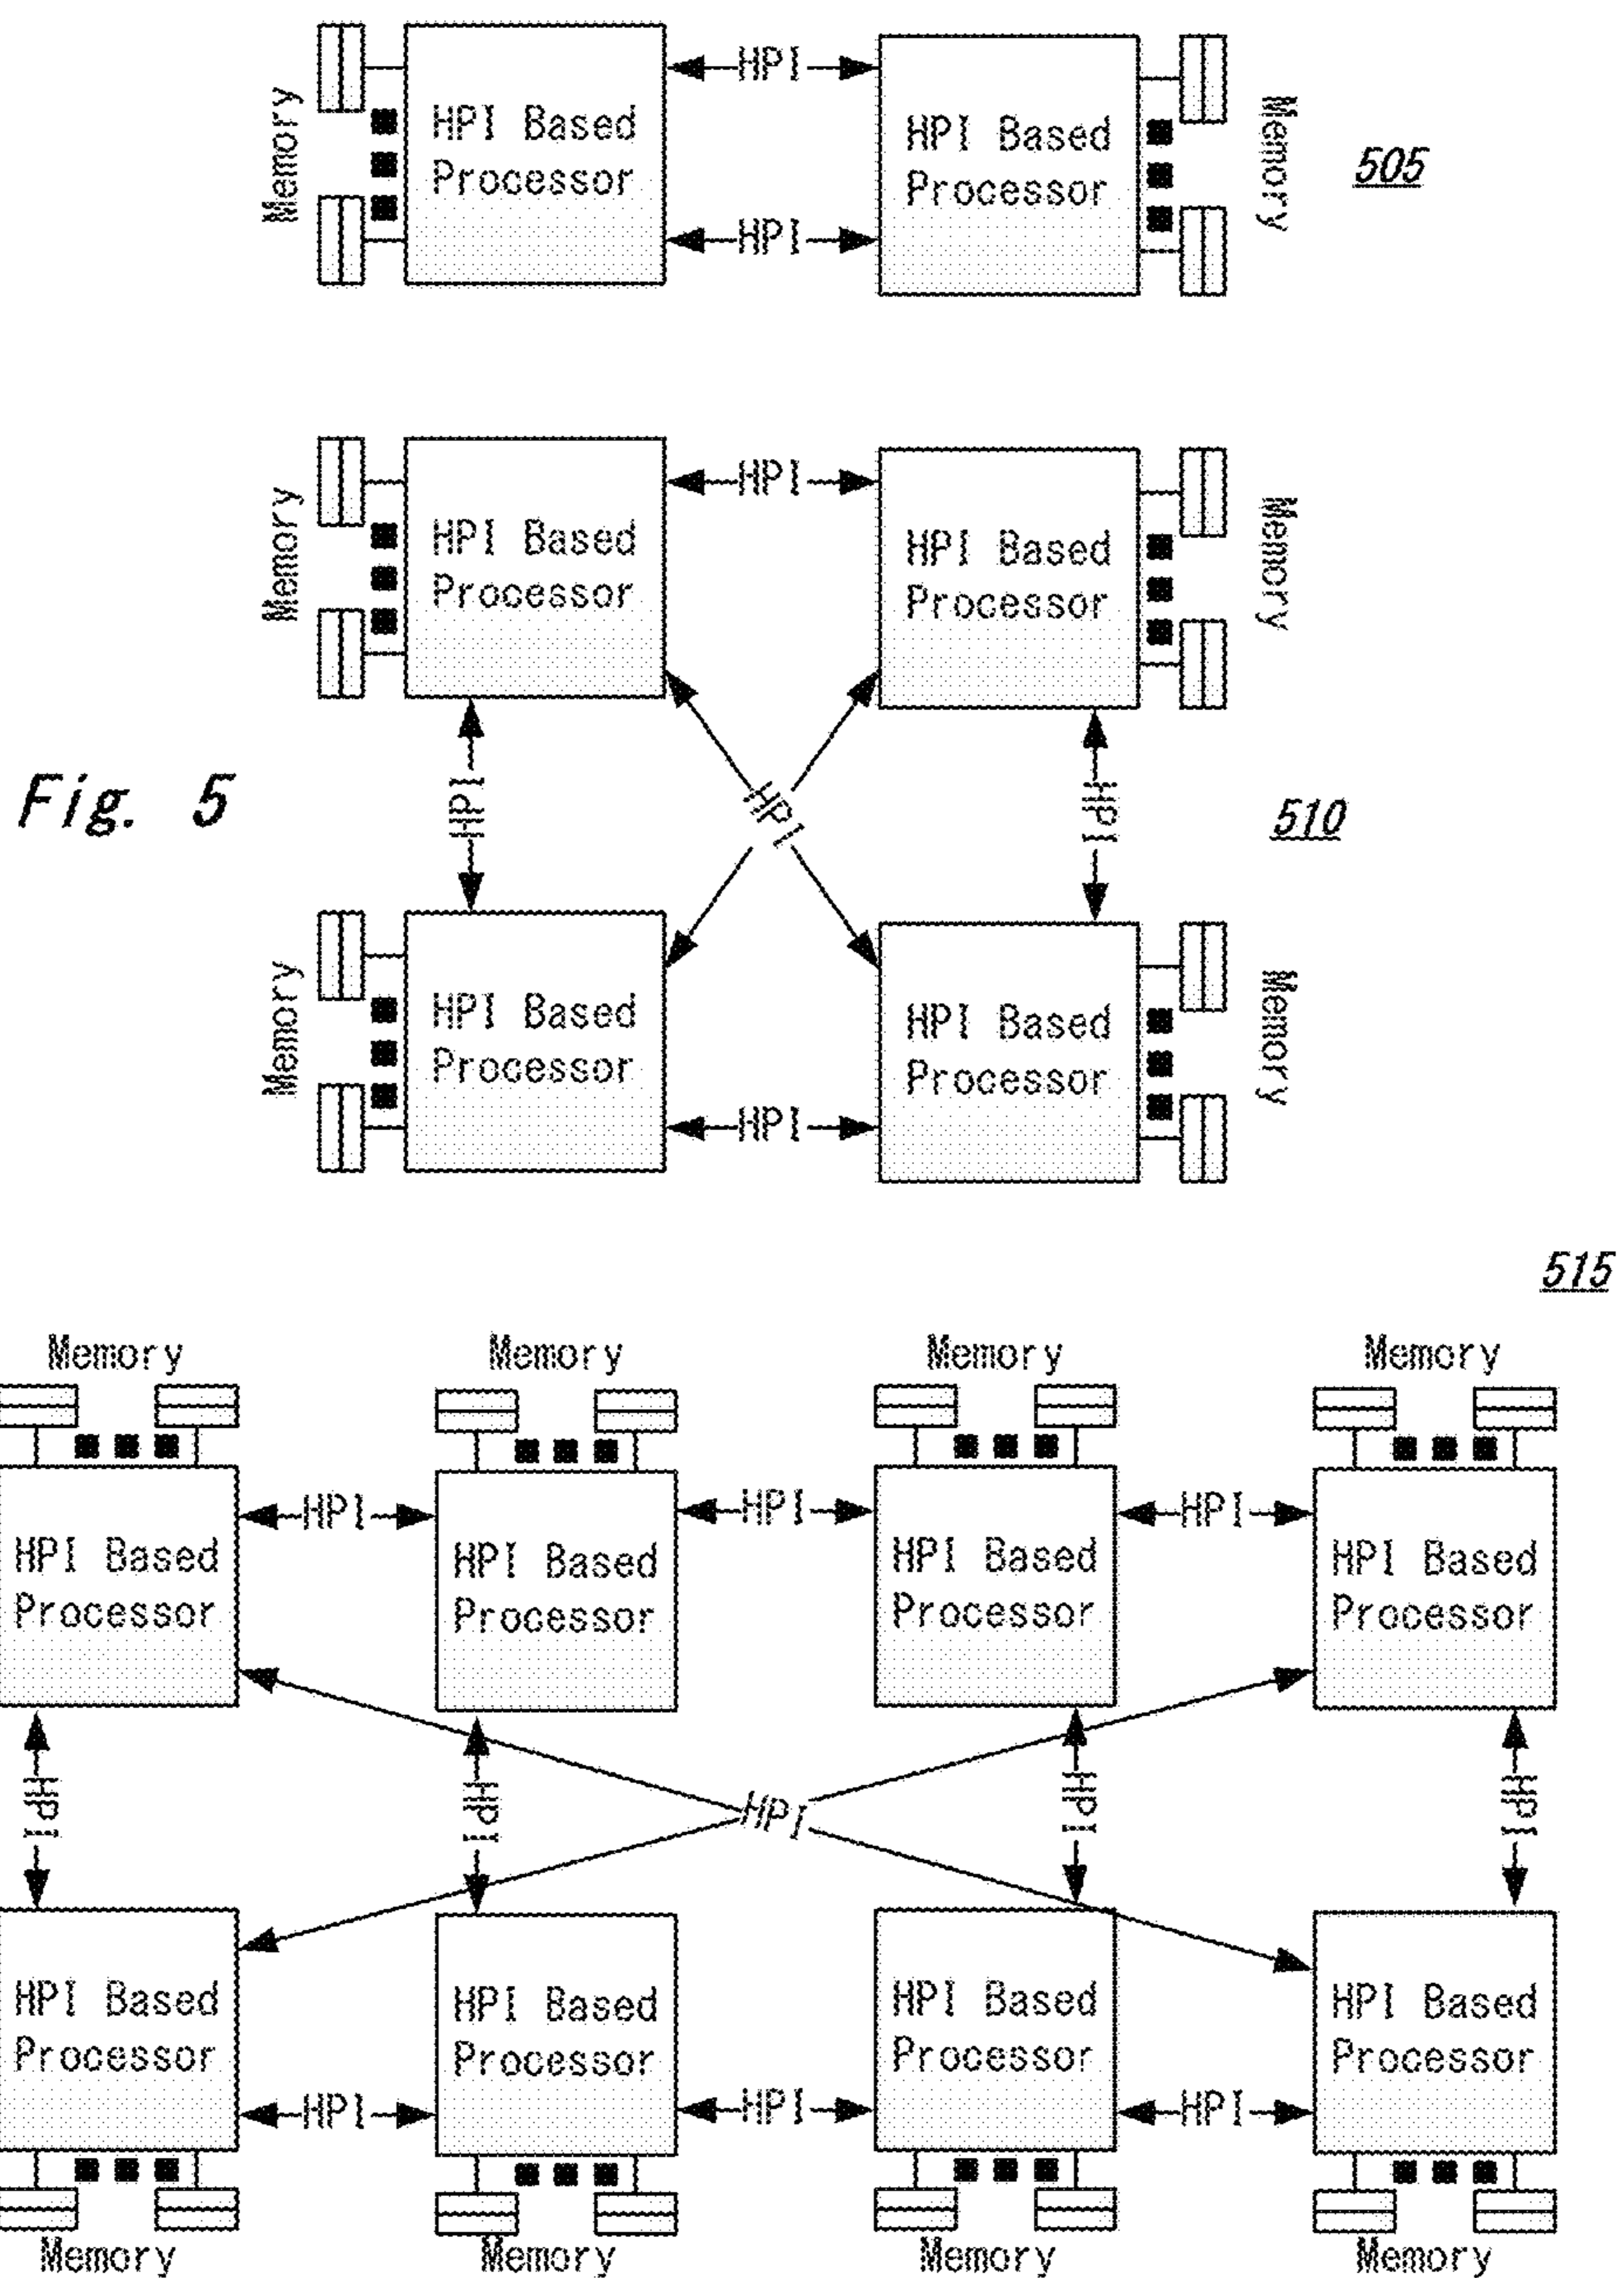 HPI
Memory
HPI Based
Processor
HPI Based
Processor
Memory
505
HPI
HPI
Memory
HPI Based
Processor
HPI Based
Processor
Memory
Fig. 5
HPI
HPI
HPI
510
Memory
HPI Based
Processor
HPI Based
Processor
Memory
HPI
515
Memory
Memory
Memory
Memory
HPI
HPI
HPI
HPI Based
Processor
HPI Based
Processor
HPI Based
Processor
HPI Based
Processor
HPI
HPI
HPI
HPI
HPI
HPI Based
Processor
HPI Based
Processor
HPI Based
Processor
HPI Based
Processor
HPI
HPI
HPI
Memory
Memory
Memory
Memory